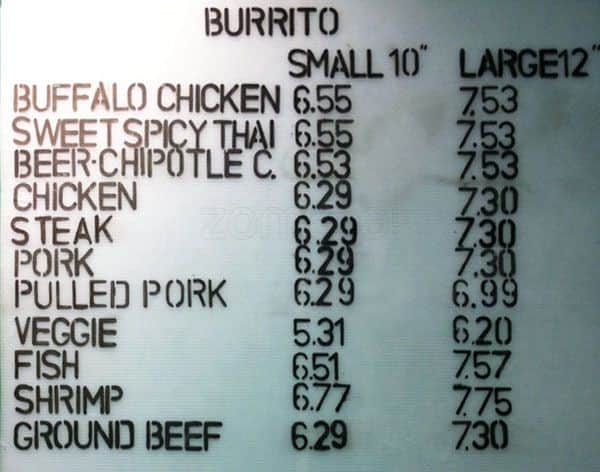 BURRITO
SMALL 10" LARGE 12"
BUFFALO CHICKEN 6.55 7.53
SWEET SPICY THAI 6.55 7.53
BEER-CHIPOTLE C. 6.53 7.53
CHICKEN 6.29 7.30
STEAK 6.29 7.30
PORK 6.29 7.30
PULLED PORK 6.29 6.99
VEGGIE 5.31 6.20
FISH 6.51 7.57
SHRIMP 6.77 7.75
GROUND BEEF 6.29 7.30